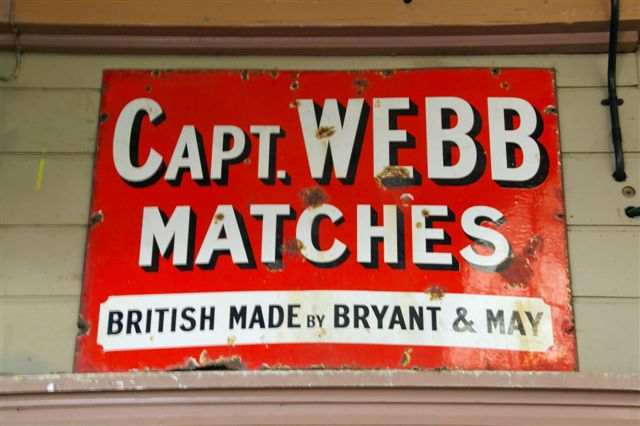 CAPT. WEBB
MATCHES
BRITISH MADE BY BRYANT & MAY